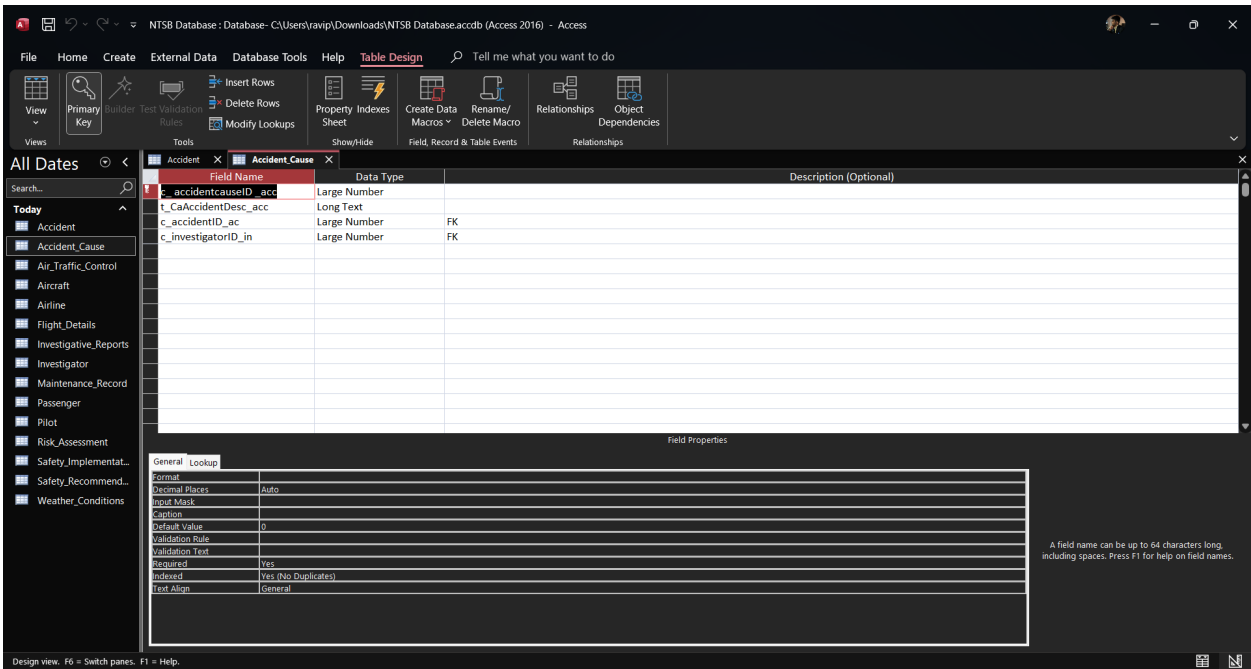 NTSB Database : Database- C:\Users\ravip\Downloads\NTSB Database.accdb (Access 2016) - Access
File Home Create External Data Database Tools Help Table Design Tell me what you want to do
View
Views
Primary Key
Builder
Test Validation Rules
Insert Rows
Delete Rows
Modify Lookups
Tools
Property Sheet
Indexes
Show/Hide
Create Data Macros
Rename/ Delete Macro
Field, Record & Table Events
Relationships
Object Dependencies
Relationships
All Dates
Search...
Today
Accident
Accident_Cause
Air_Traffic_Control
Aircraft
Airline
Flight_Details
Investigative_Reports
Investigator
Maintenance_Record
Passenger
Pilot
Risk_Assessment
Safety_Implementat...
Safety_Recommend...
Weather_Conditions
Accident Accident_Cause
Field Name Data Type Description (Optional)
c_ accidentcauseID _acc Large Number
t_CaAccidentDesc_acc Long Text
c_accidentID_ac Large Number FK
c_investigatorID_in Large Number FK
Field Properties
General Lookup
Format
Decimal Places Auto
Input Mask
Caption
Default Value 0
Validation Rule
Validation Text
Required Yes
Indexed Yes (No Duplicates)
Text Align General
A field name can be up to 64 characters long,
including spaces. Press F1 for help on field names.
Design view. F6 = Switch panes. F1 = Help.